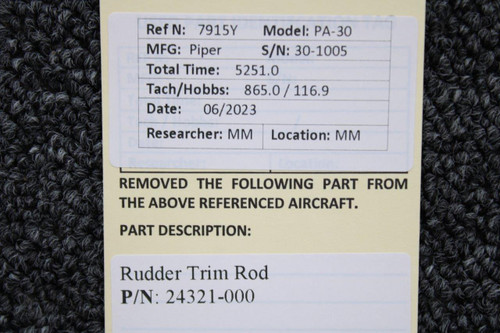 Ref N: 7915Y Model: PA-30
MFG: Piper S/N: 30-1005
Total Time: 5251.0
Tach/Hobbs: 865.0 / 116.9
Date: 06/2023
Researcher: MM Location: MM
REMOVED THE FOLLOWING PART FROM
THE ABOVE REFERENCED AIRCRAFT.
PART DESCRIPTION:
Rudder Trim Rod
P/N: 24321-000